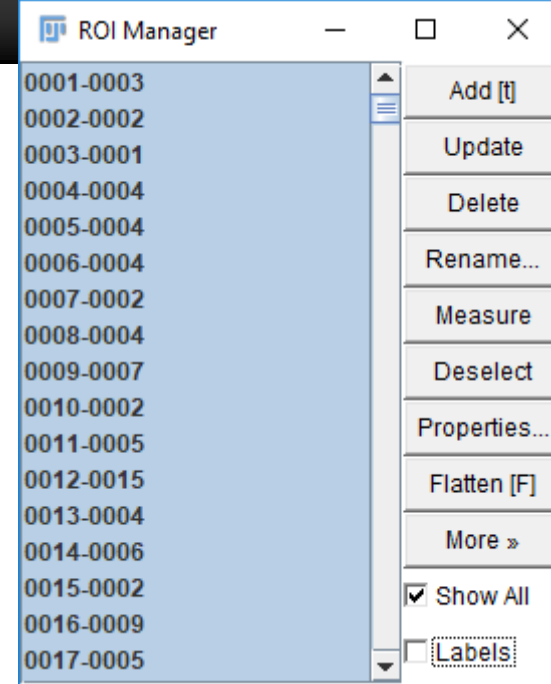 ROI Manager
0001-0003
0002-0002
0003-0001
0004-0004
0005-0004
0006-0004
0007-0002
0008-0004
0009-0007
0010-0002
0011-0005
0012-0015
0013-0004
0014-0006
0015-0002
0016-0009
0017-0005
Add [t]
Update
Delete
Rename...
Measure
Deselect
Properties...
Flatten [F]
More »
Show All
Labels